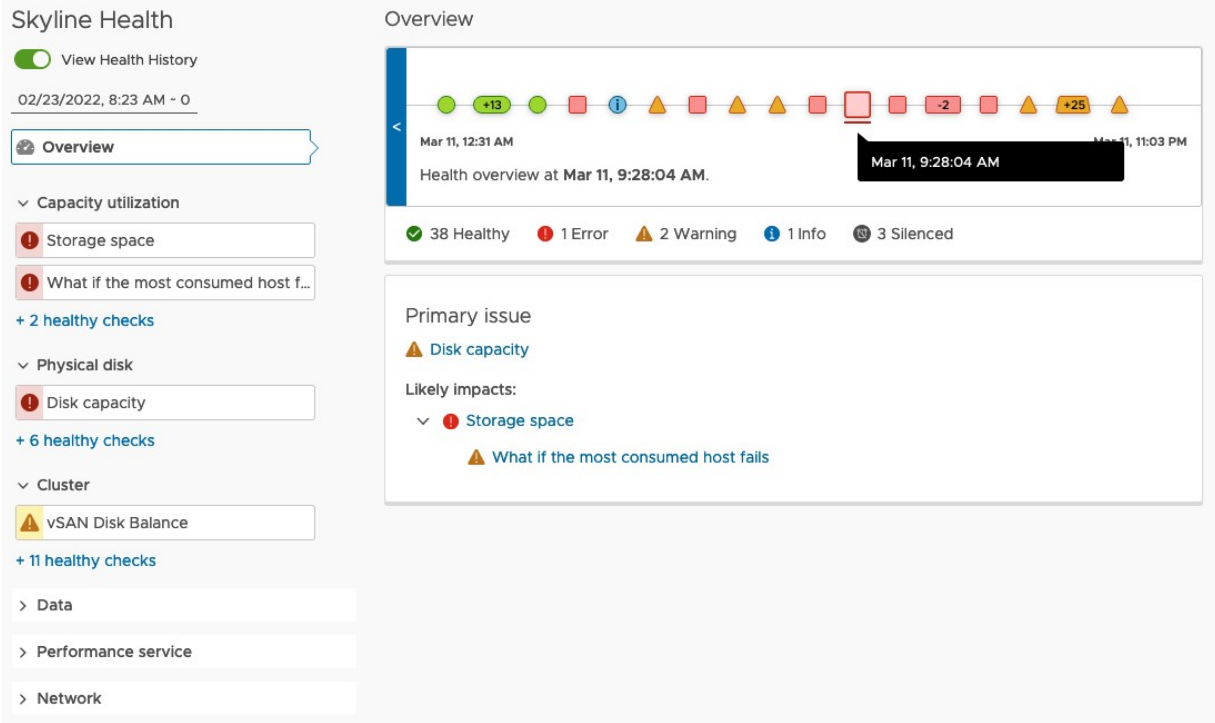 Skyline Health
View Health History
02/23/2022, 8:23 AM ~ 0
Overview
Capacity utilization
Storage space
What if the most consumed host f...
+ 2 healthy checks
Physical disk
Disk capacity
+ 6 healthy checks
Cluster
vSAN Disk Balance
+ 11 healthy checks
Data
Performance service
Network
Overview
<
+13
-2
+25
Mar 11, 12:31 AM
11, 11:03 PM
Mar 11, 9:28:04 AM
Health overview at Mar 11, 9:28:04 AM.
38 Healthy
1 Error
2 Warning
1 Info
3 Silenced
Primary issue
Disk capacity
Likely impacts:
Storage space
What if the most consumed host fails